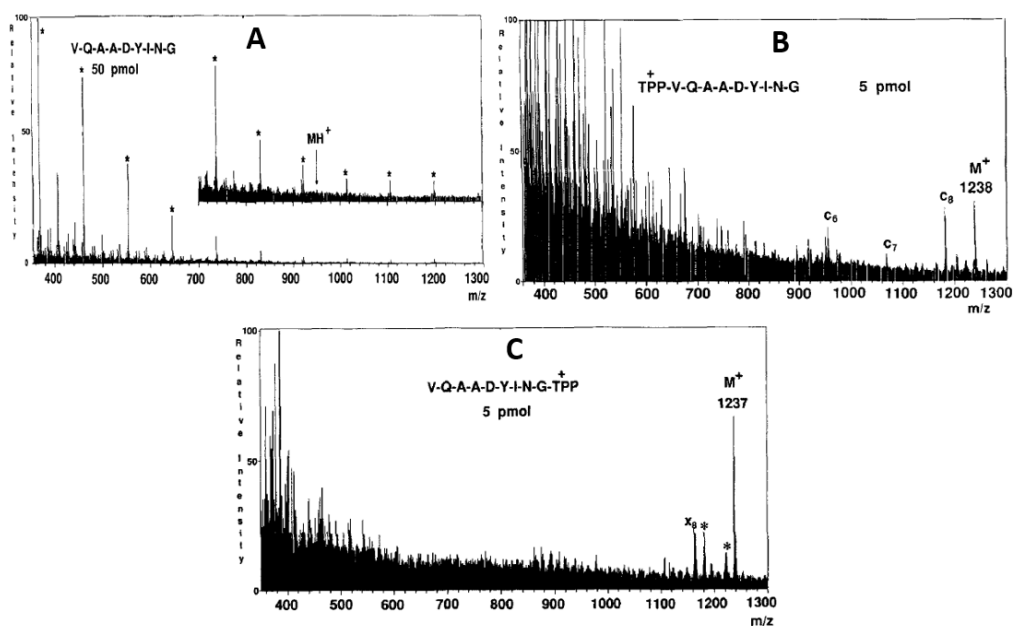 A
Relative Intensity
100
50
V-Q-A-A-D-Y-I-N-G
* 50 pmol
*
*
*
*
*
*
MH+
*
*
*
*
400 500 600 700 800 900 1000 1100 1200 1300
m/z
B
Relative Intensity
100
50
0
+
TPP-V-Q-A-A-D-Y-I-N-G 5 pmol
M+
1238
c8
c6
c7
400 500 600 700 800 900 1000 1100 1200 1300
m/z
C
Relative Intensity
100
50
0
+
V-Q-A-A-D-Y-I-N-G-TPP
5 pmol
M+
1237
x8 * *
400 500 600 700 800 900 1000 1100 1200 1300
m/z